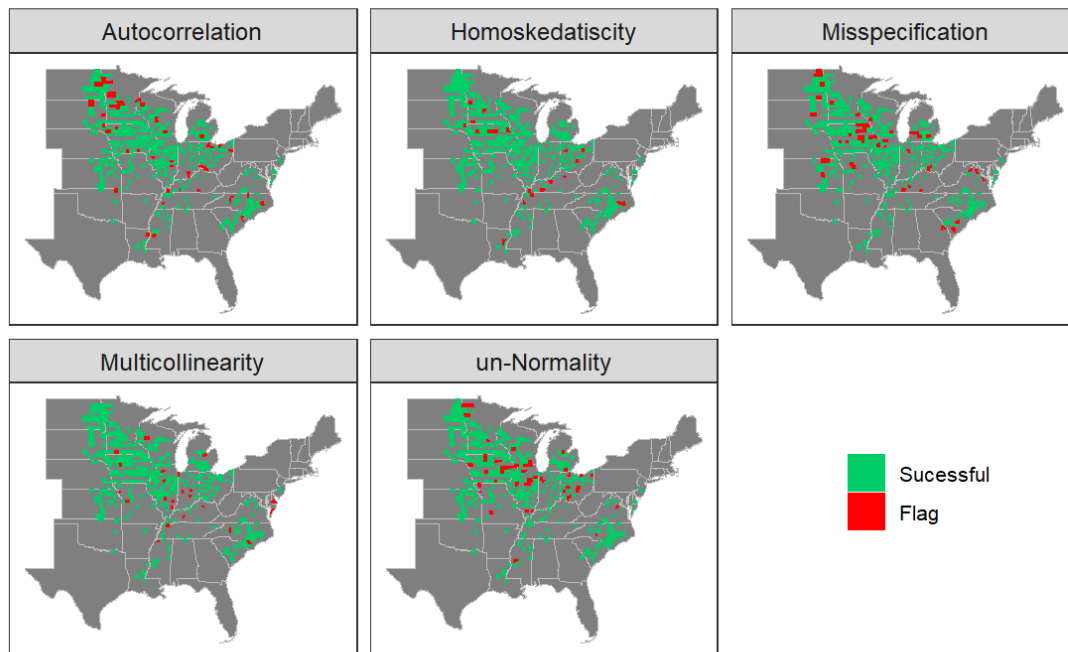 Autocorrelation
Homoskedatiscity
Misspecification
Multicollinearity
un-Normality
Sucessful
Flag